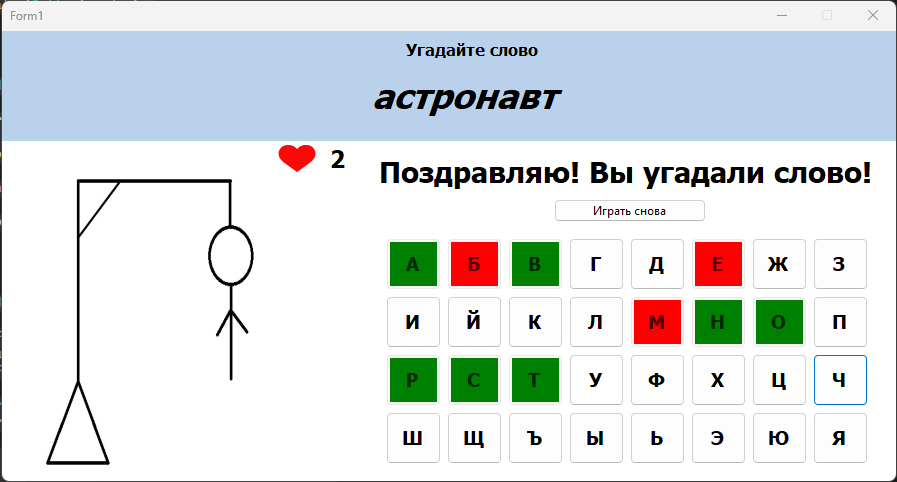 Form1
Угадайте слово
астронавт
2
Поздравляю! Вы угадали слово!
Играть снова
А Б В Г Д Е Ж З
И Й К Л М Н О П
Р С Т У Ф Х Ц Ч
Ш Щ Ъ Ы Ь Э Ю Я